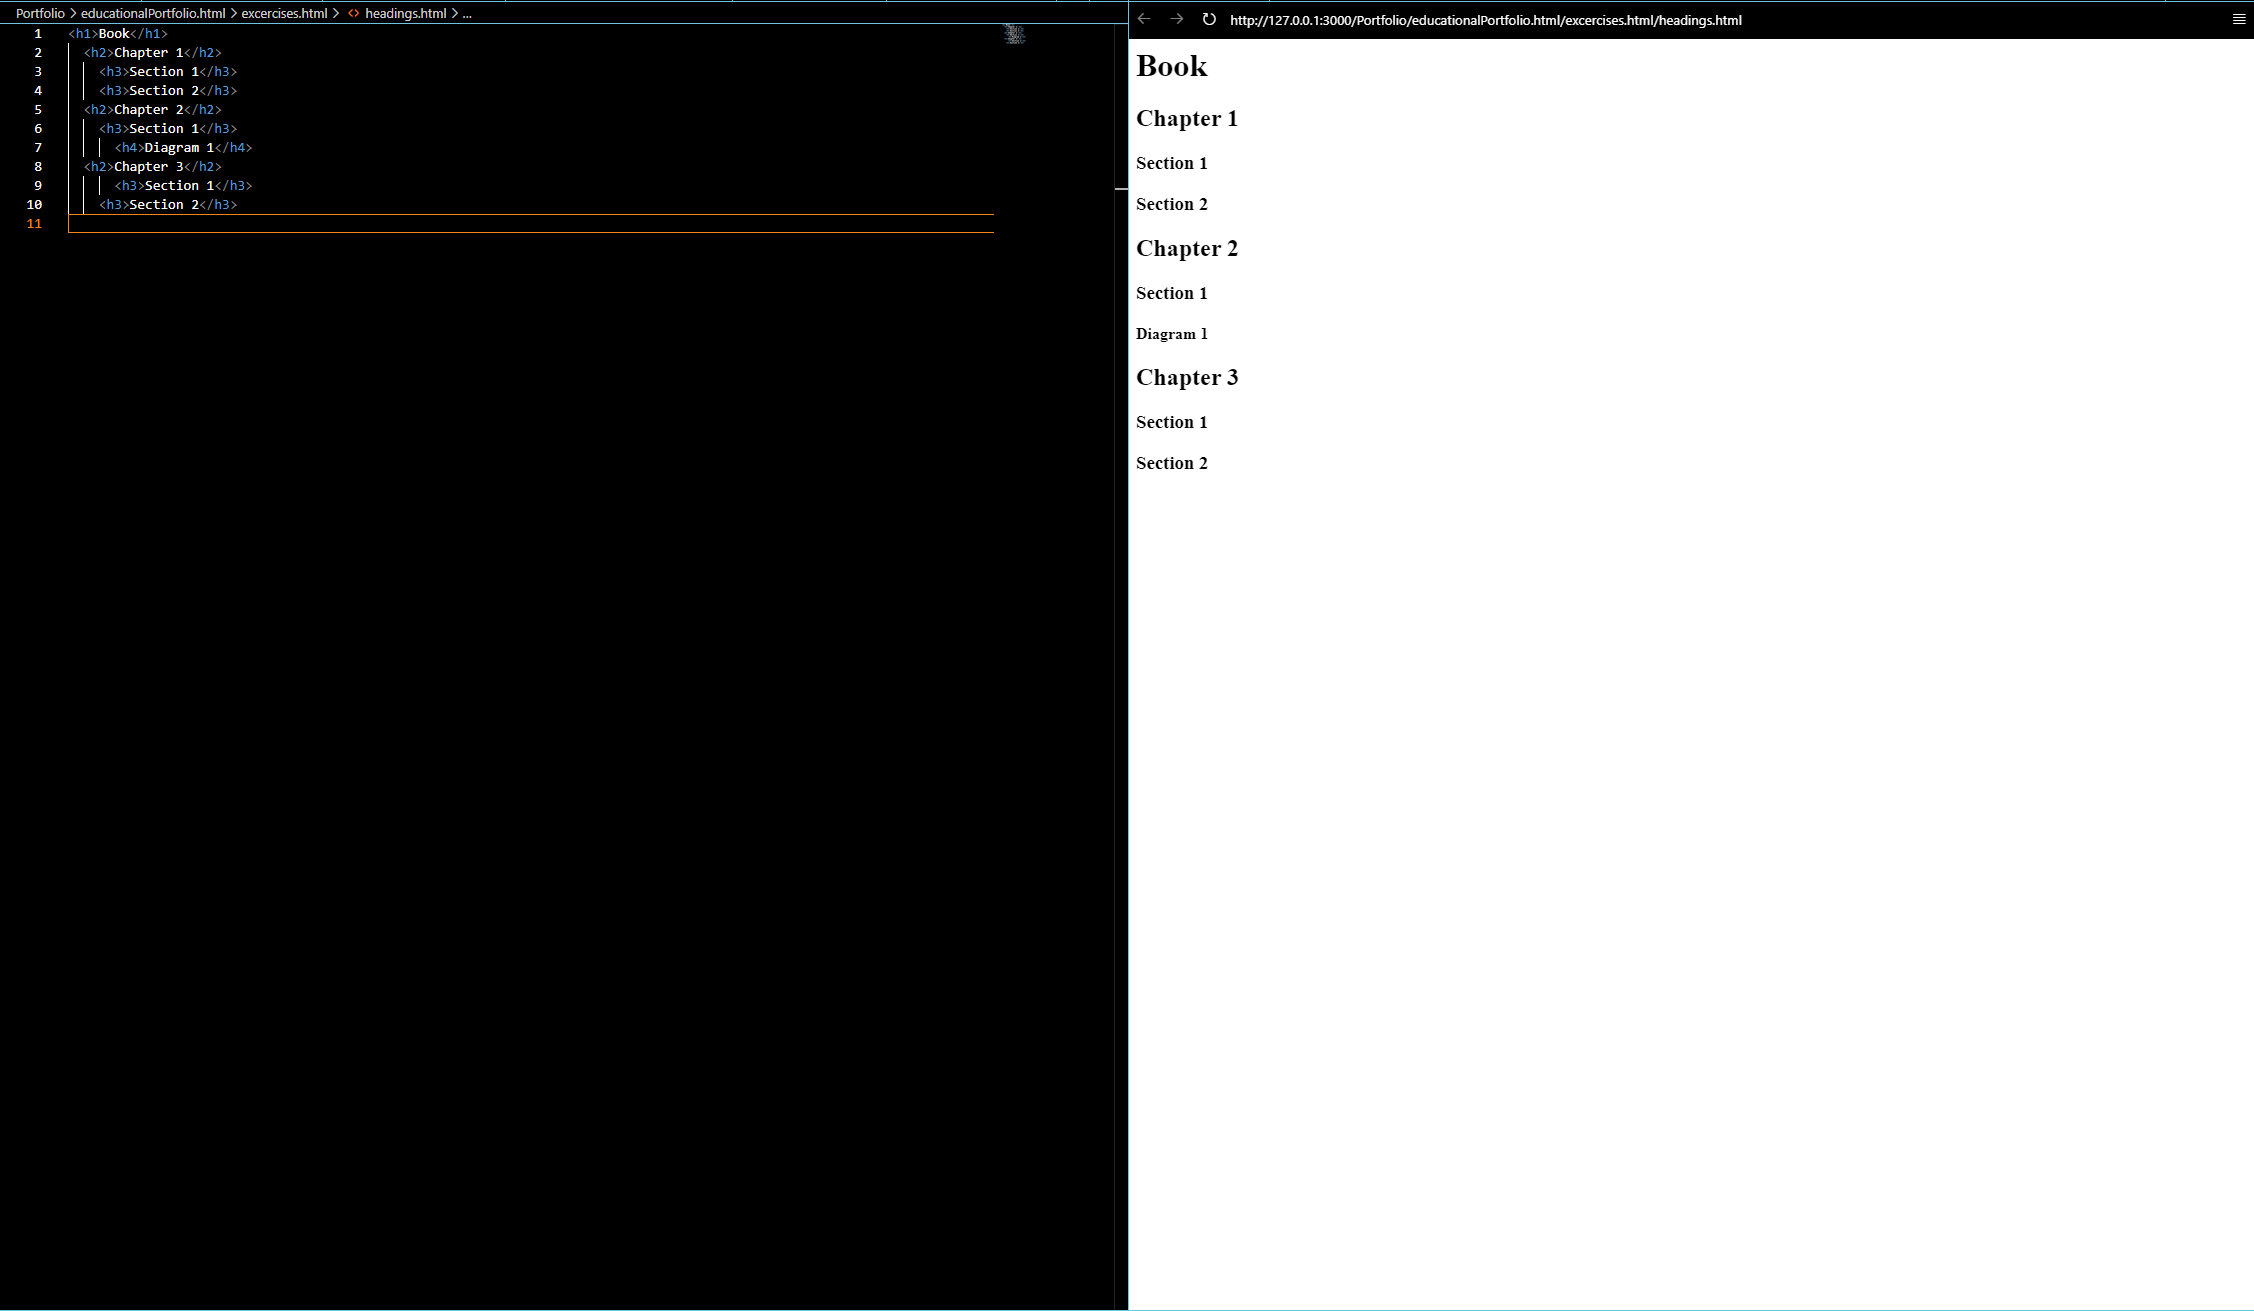 Portfolio > educationalPortfolio.html > excercises.html > <> headings.html > ...
1 <h1>Book</h1>
2 <h2>Chapter 1</h2>
3 <h3>Section 1</h3>
4 <h3>Section 2</h3>
5 <h2>Chapter 2</h2>
6 <h3>Section 1</h3>
7 <h4>Diagram 1</h4>
8 <h2>Chapter 3</h2>
9 <h3>Section 1</h3>
10 <h3>Section 2</h3>
11
http://127.0.0.1:3000/Portfolio/educationalPortfolio.html/excercises.html/headings.html
Book
Chapter 1
Section 1
Section 2
Chapter 2
Section 1
Diagram 1
Chapter 3
Section 1
Section 2